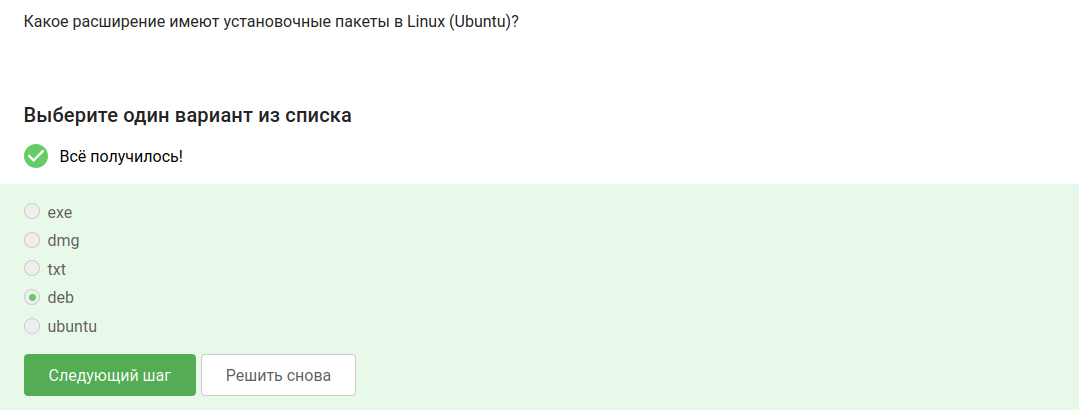 Какое расширение имеют установочные пакеты в Linux (Ubuntu)?
Выберите один вариант из списка
Всё получилось!
exe
dmg
txt
deb
ubuntu
Следующий шаг
Решить снова